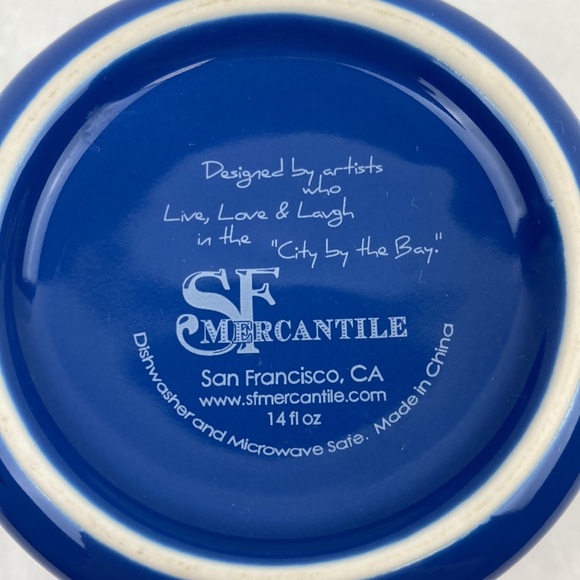 Designed by artists
who
Live, Love & Laugh
in the "City by the Bay."
SF
MERCANTILE
San Francisco, CA
www.sfmercantile.com
14 fl oz
Dishwasher and Microwave Safe. Made in China